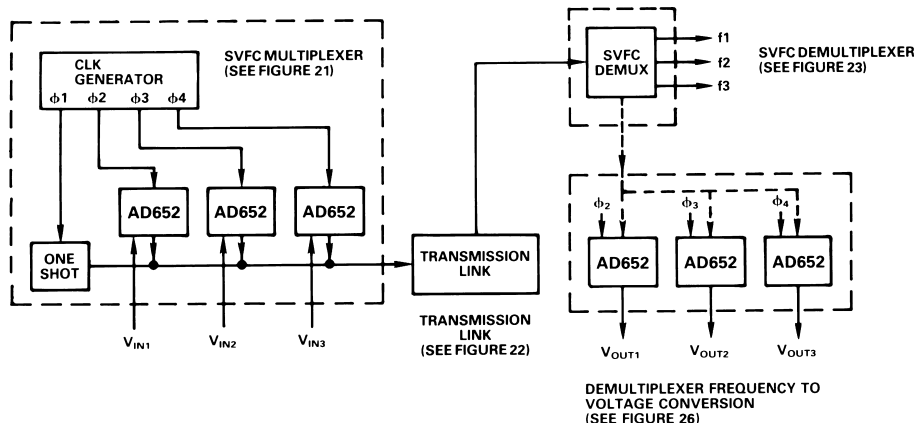 SVFC MULTIPLEXER
(SEE FIGURE 21)
CLK
GENERATOR
ϕ1 ϕ2 ϕ3 ϕ4
AD652
AD652
AD652
ONE
SHOT
VIN1
VIN2
VIN3
TRANSMISSION
LINK
TRANSMISSION
LINK
(SEE FIGURE 22)
SVFC
DEMUX
f1
f2
f3
SVFC DEMULTIPLEXER
(SEE FIGURE 23)
ϕ2
ϕ3
ϕ4
AD652
AD652
AD652
VOUT1
VOUT2
VOUT3
DEMULTIPLEXER FREQUENCY TO
VOLTAGE CONVERSION
(SEE FIGURE 26)